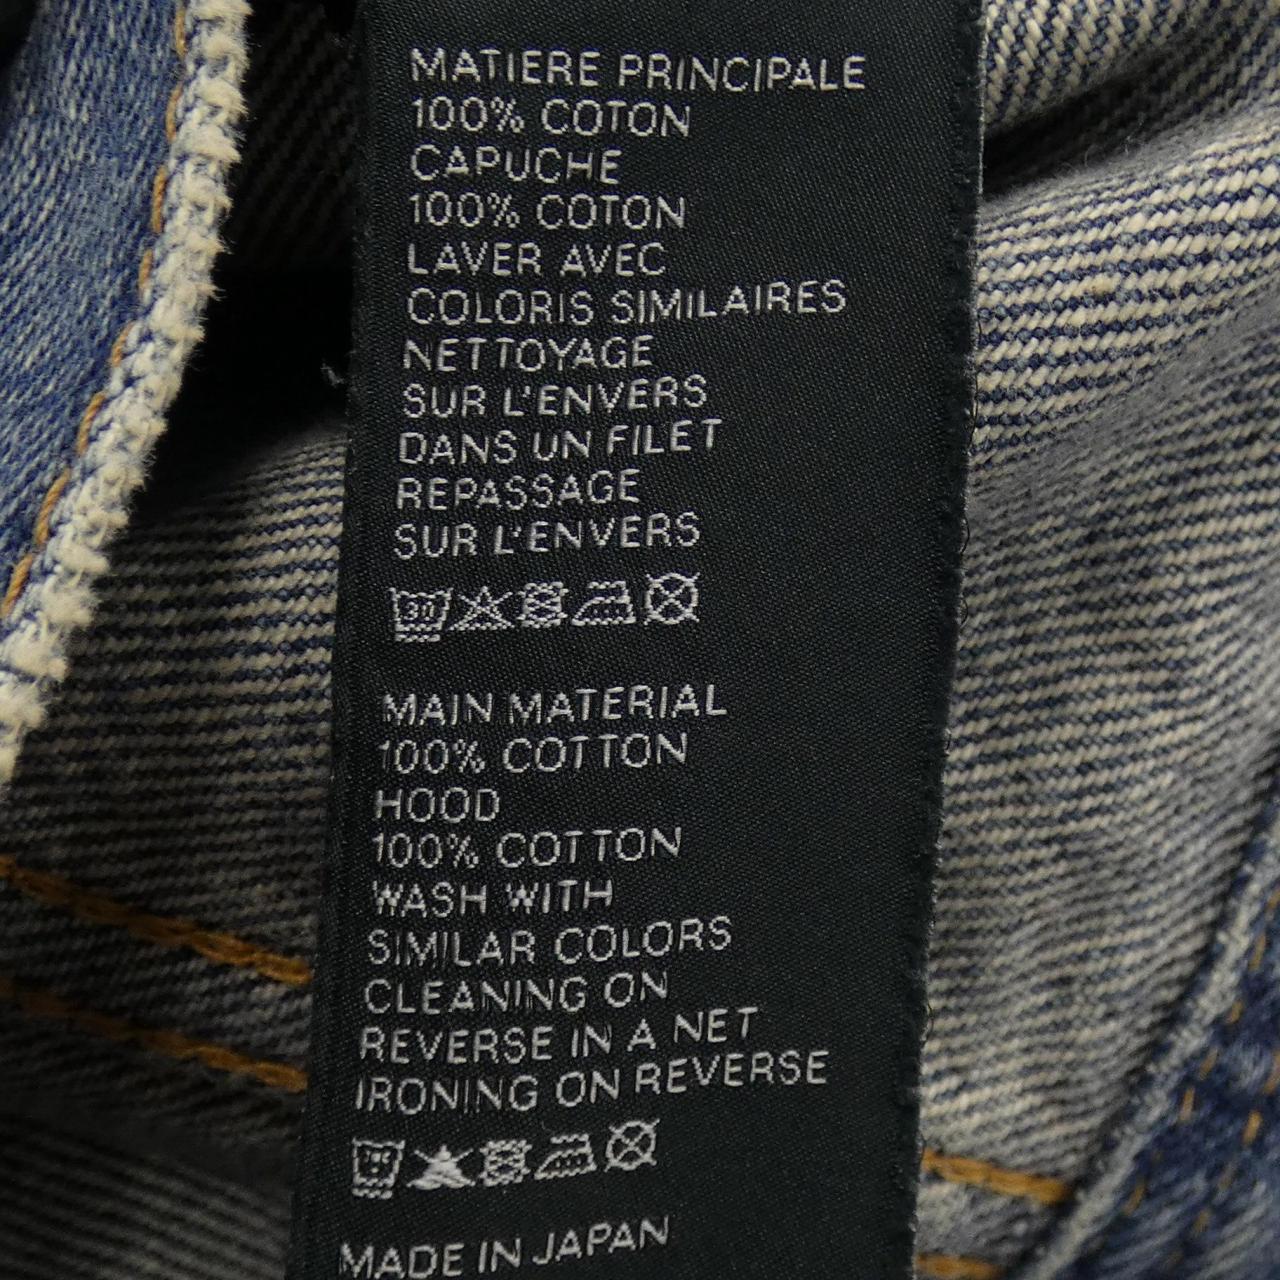 MATIERE PRINCIPALE
100% COTON
CAPUCHE
100% COTON
LAVER AVEC
COLORIS SIMILAIRES
NETTOYAGE
SUR L'ENVERS
DANS UN FILET
REPASSAGE
SUR L'ENVERS
30
MAIN MATERIAL
100% COTTON
HOOD
100% COTTON
WASH WITH
SIMILAR COLORS
CLEANING ON
REVERSE IN A NET
IRONING ON REVERSE
MADE IN JAPAN